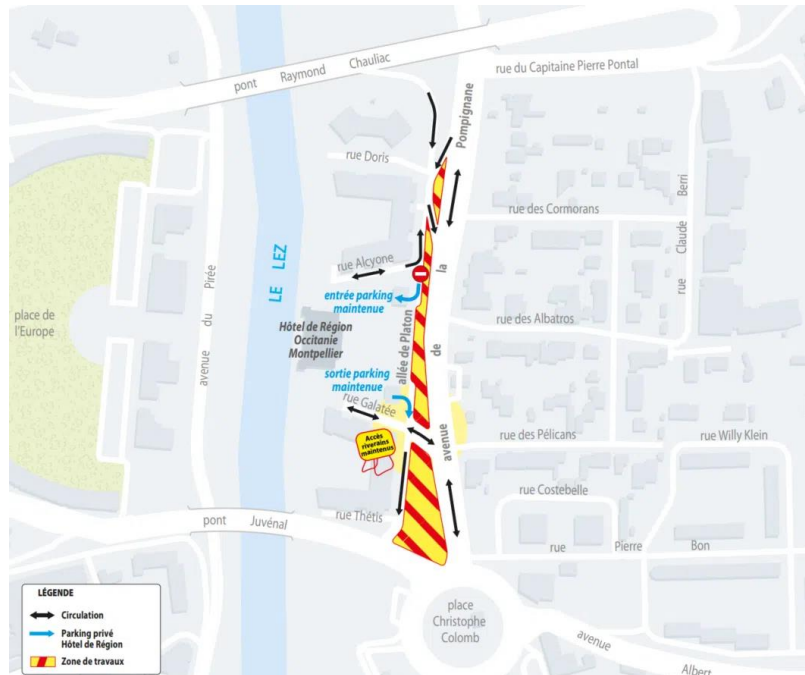 pont Raymond Chauliac
rue du Capitaine Pierre Pontal
Pompignane
rue Doris
Berri
rue des Cormorans
Claude
rue Alcyone
la
LE LEZ
avenue du Pirée
rue
entrée parking
maintenue
place de
l'Europe
rue des Albatros
Hôtel de Région
Occitanie
Montpellier
allée de Platon
de
sortie parking
maintenue
rue Galatée
avenue
rue des Pélicans
rue Willy Klein
Accès
riverains
maintenus
rue Costebelle
rue Thétis
pont Juvénal
rue Pierre Bon
place
Christophe
Colomb
avenue Albert
LÉGENDE
Circulation
Parking privé
Hôtel de Région
Zone de travaux